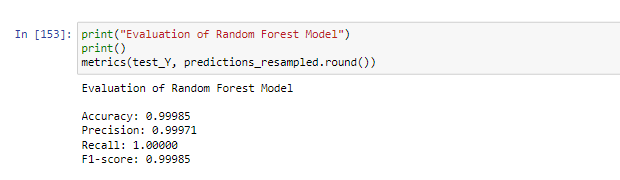 In [153]: print("Evaluation of Random Forest Model")
print()
metrics(test_Y, predictions_resampled.round())
Evaluation of Random Forest Model
Accuracy: 0.99985
Precision: 0.99971
Recall: 1.00000
F1-score: 0.99985